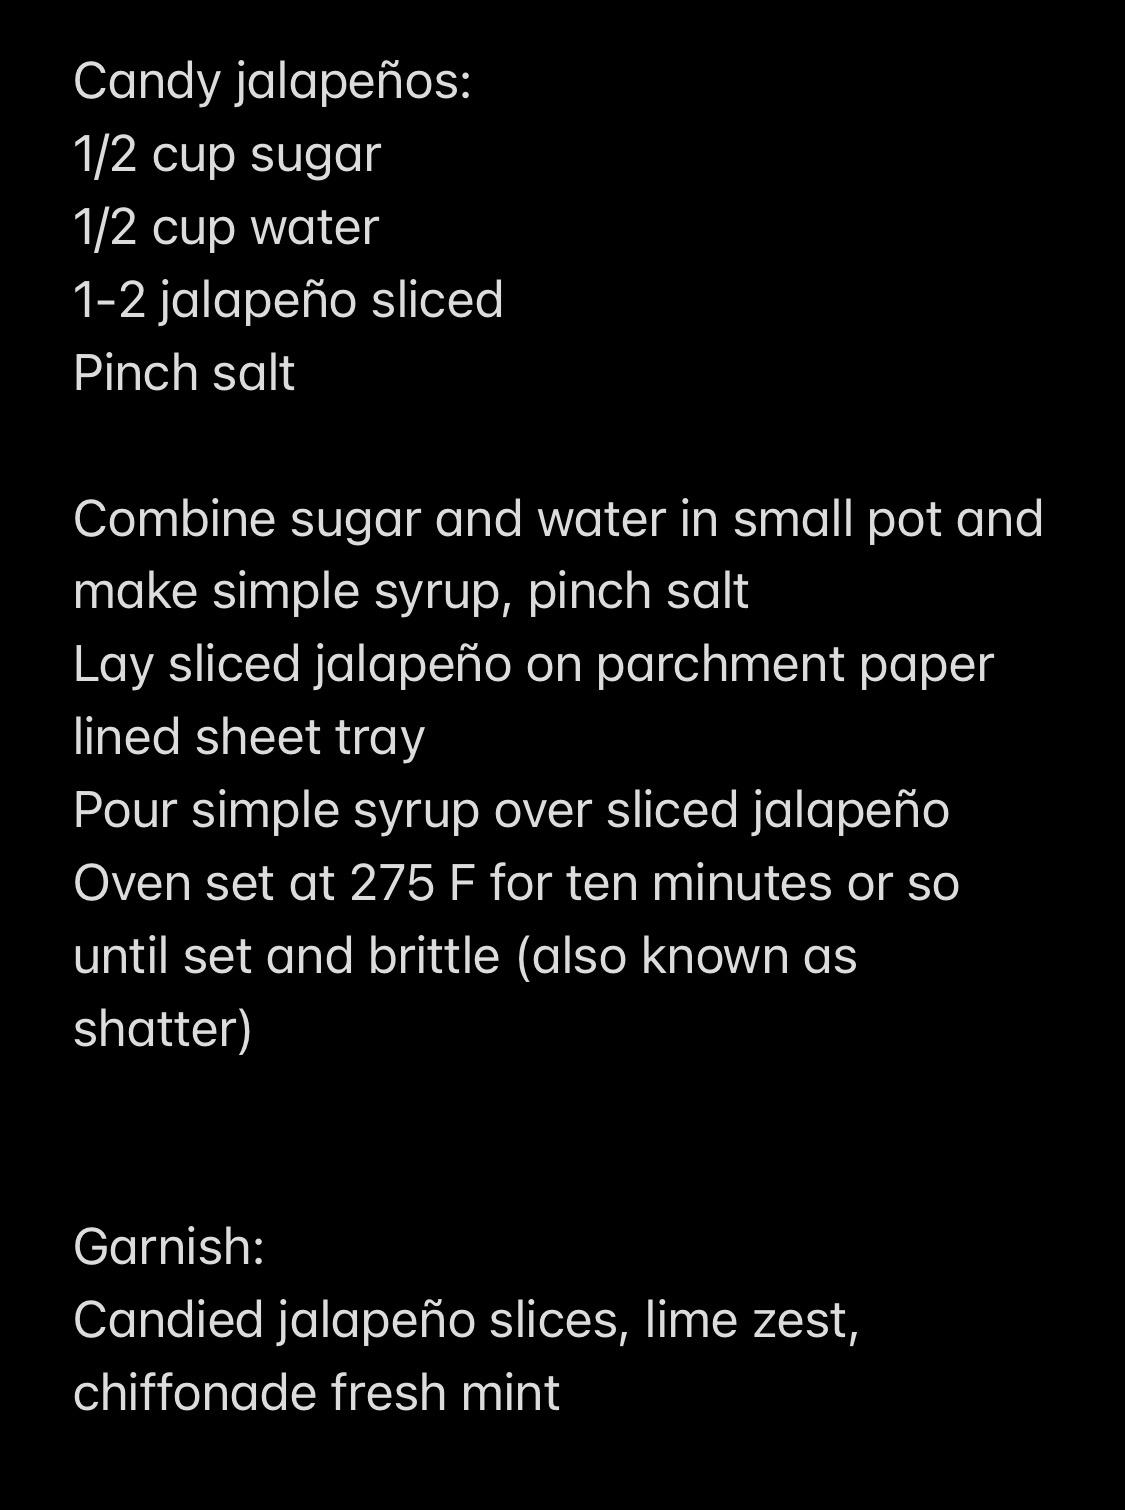 Candy jalapeños:
1/2 cup sugar
1/2 cup water
1-2 jalapeño sliced
Pinch salt
Combine sugar and water in small pot and
make simple syrup, pinch salt
Lay sliced jalapeño on parchment paper
lined sheet tray
Pour simple syrup over sliced jalapeño
Oven set at 275 F for ten minutes or so
until set and brittle (also known as
shatter)
Garnish:
Candied jalapeño slices, lime zest,
chiffonade fresh mint